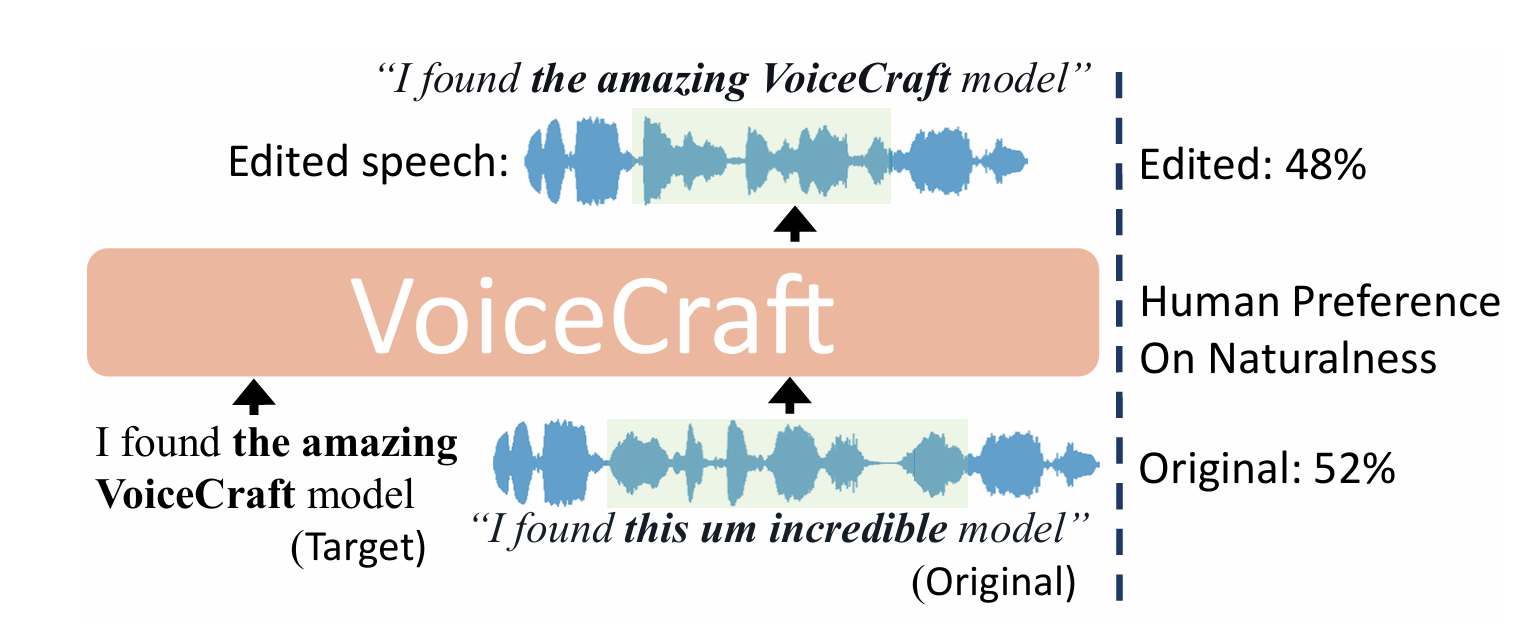 “I found the amazing VoiceCraft model”
Edited speech:
Edited: 48%
VoiceCraft
Human Preference
On Naturalness
I found the amazing
VoiceCraft model
(Target)
“I found this um incredible model”
(Original)
Original: 52%